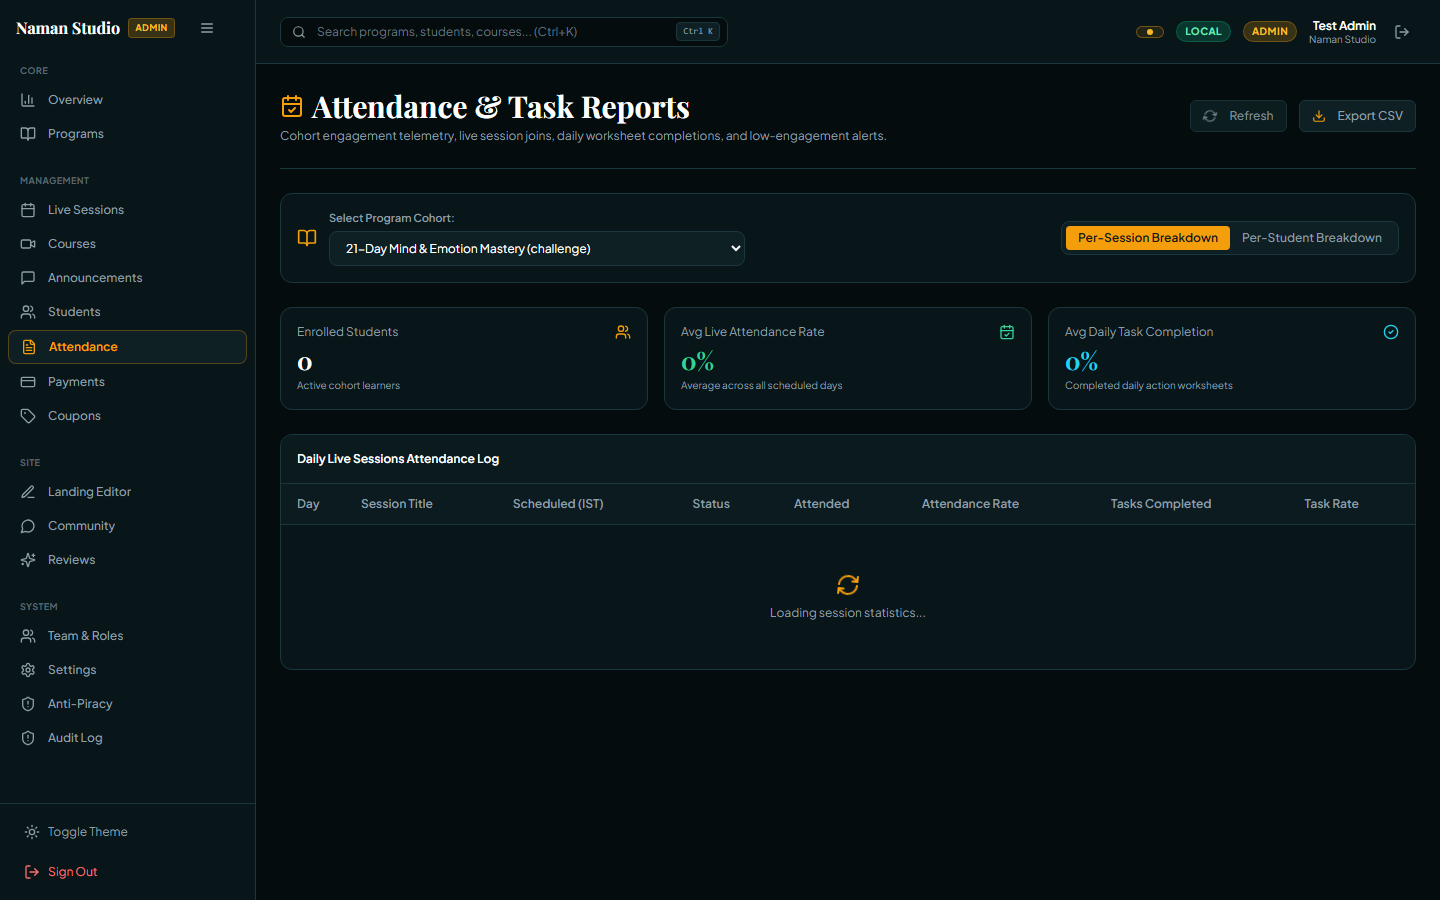 Naman Studio ADMIN
CORE
Overview
Programs
MANAGEMENT
Live Sessions
Courses
Announcements
Students
Attendance
Payments
Coupons
SITE
Landing Editor
Community
Reviews
SYSTEM
Team & Roles
Settings
Anti-Piracy
Audit Log
Toggle Theme
Sign Out
Search programs, students, courses... (Ctrl+K) Ctrl K
LOCAL ADMIN Test Admin
Naman Studio
Attendance & Task Reports
Cohort engagement telemetry, live session joins, daily worksheet completions, and low-engagement alerts.
Refresh Export CSV
Select Program Cohort:
21-Day Mind & Emotion Mastery (challenge)
Per-Session Breakdown Per-Student Breakdown
Enrolled Students
0
Active cohort learners
Avg Live Attendance Rate
0%
Average across all scheduled days
Avg Daily Task Completion
0%
Completed daily action worksheets
Daily Live Sessions Attendance Log
Day Session Title Scheduled (IST) Status Attended Attendance Rate Tasks Completed Task Rate
Loading session statistics...